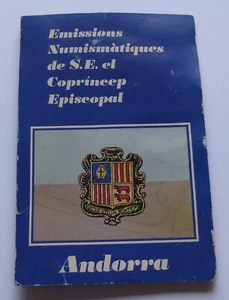 Emissions
Numismàtiques
de S.E. el
Copríncep
Episcopal
Andorra